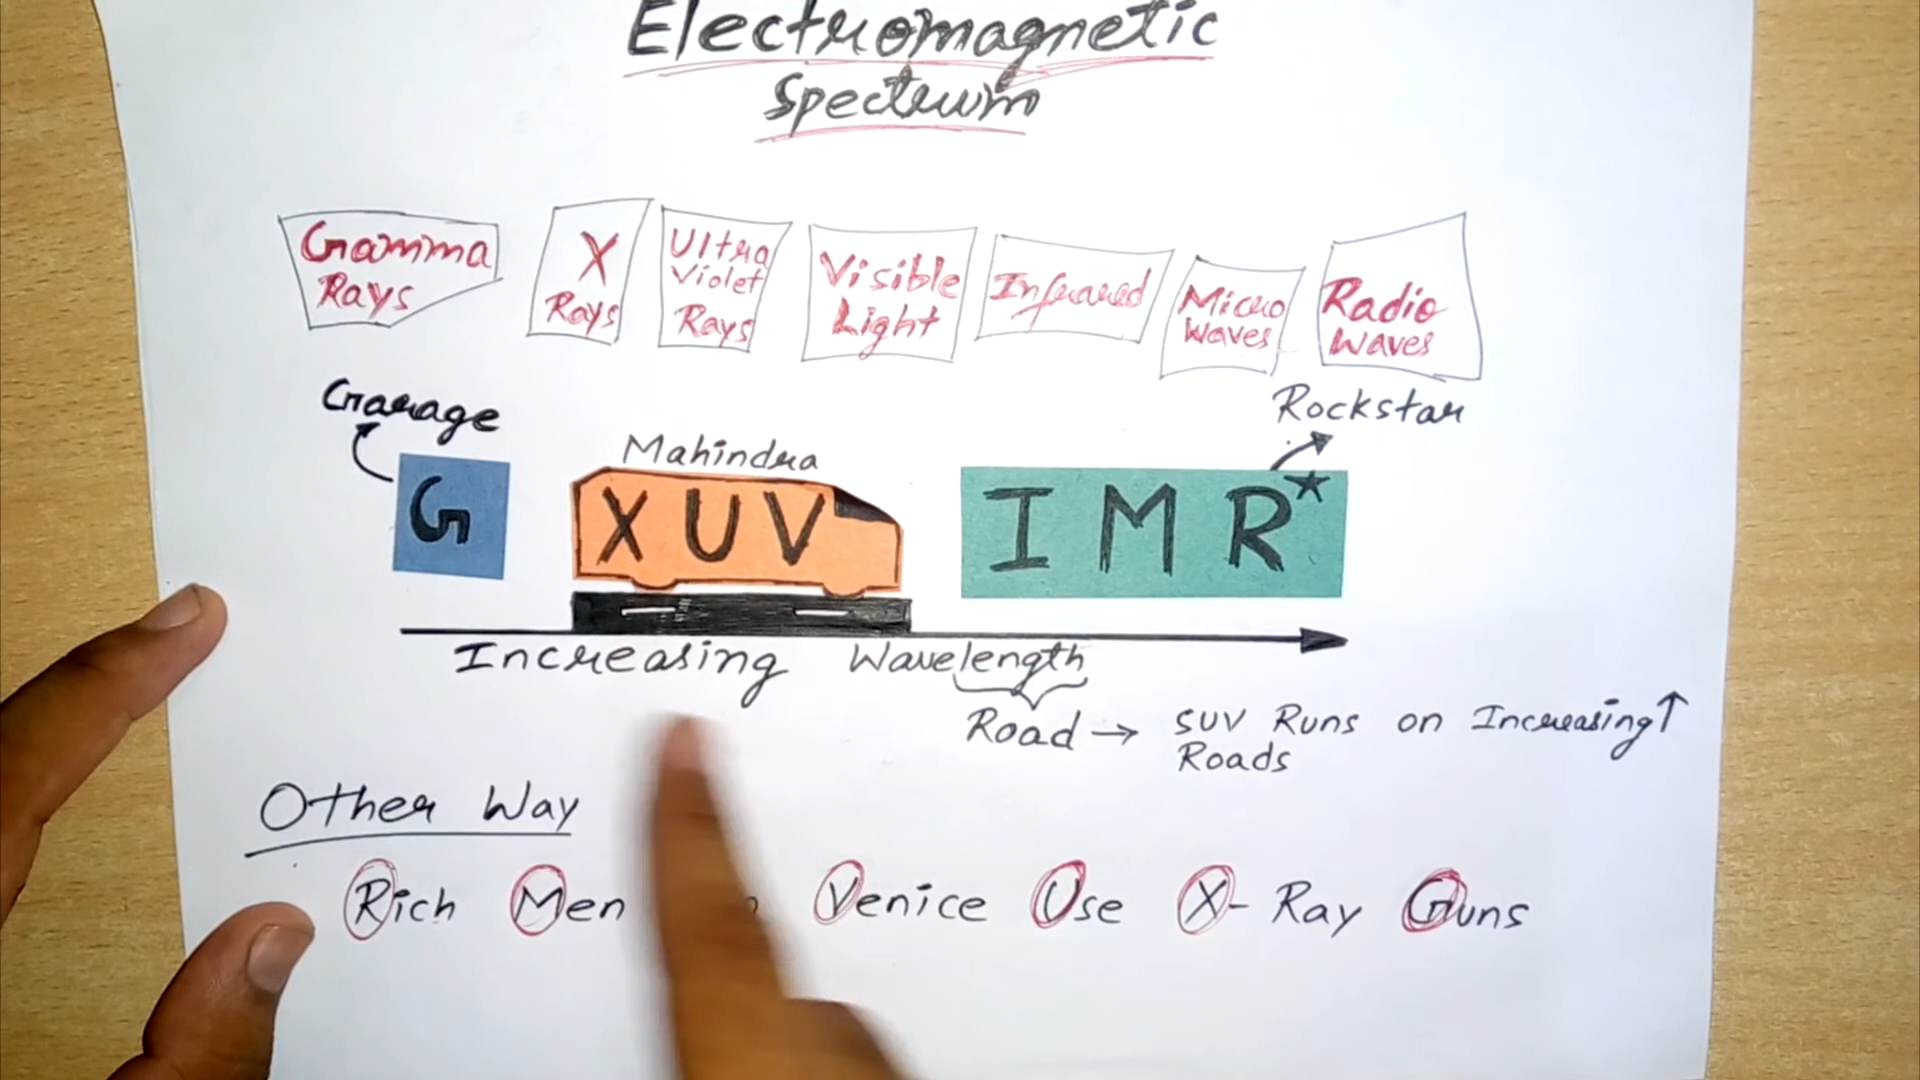 Electromagnetic
Spectrum
Gamma Rays
X Rays
Ultra Violet Rays
Visible Light
Infrared
Micro Waves
Radio Waves
Garage
Mahindra
Rockstar
G XUV IMR★
Increasing Wavelength
Road → SUV Runs on Increasing↑
Roads
Other Way
Rich Men Venice Use X-Ray Guns